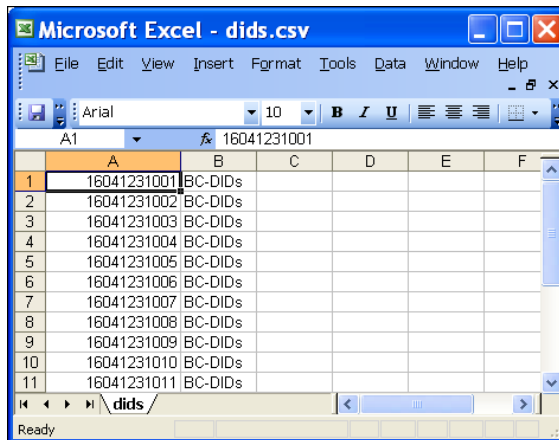 Microsoft Excel - dids.csv
File Edit View Insert Format Tools Data Window Help
Arial 10 B I U
A1 fx 16041231001
A B C D E F
1 16041231001 BC-DIDs
2 16041231002 BC-DIDs
3 16041231003 BC-DIDs
4 16041231004 BC-DIDs
5 16041231005 BC-DIDs
6 16041231006 BC-DIDs
7 16041231007 BC-DIDs
8 16041231008 BC-DIDs
9 16041231009 BC-DIDs
10 16041231010 BC-DIDs
11 16041231011 BC-DIDs
dids
Ready